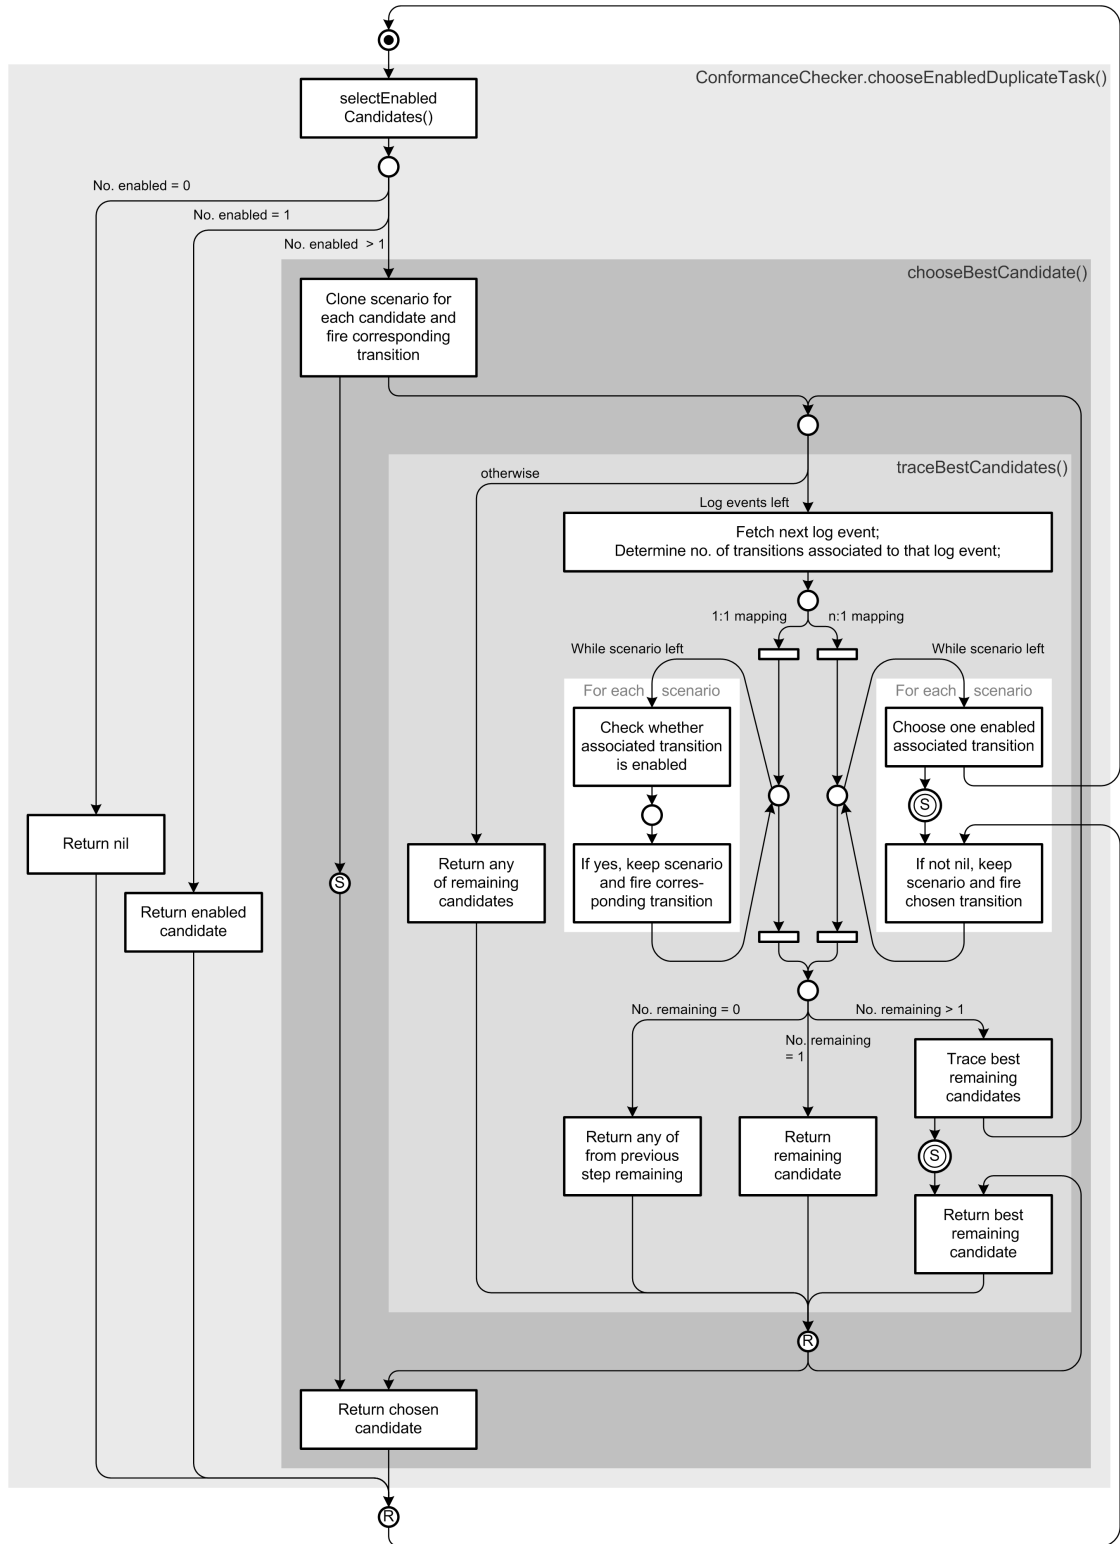 ConformanceChecker.chooseEnabledDuplicateTask()
selectEnabled
Candidates()
No. enabled = 0
No. enabled = 1
No. enabled > 1
chooseBestCandidate()
Clone scenario for
each candidate and
fire corresponding
transition
traceBestCandidates()
otherwise
Log events left
Fetch next log event;
Determine no. of transitions associated to that log event;
1:1 mapping
n:1 mapping
While scenario left
While scenario left
For each scenario
For each scenario
Check whether
associated transition
is enabled
Choose one enabled
associated transition
S
Return nil
Return any
of remaining
candidates
If yes, keep scenario
and fire corres-
ponding transition
If not nil, keep
scenario and fire
chosen transition
S
Return enabled
candidate
No. remaining = 0
No. remaining
= 1
No. remaining > 1
Trace best
remaining
candidates
Return any of
from previous
step remaining
Return
remaining
candidate
S
Return best
remaining
candidate
R
Return chosen
candidate
R